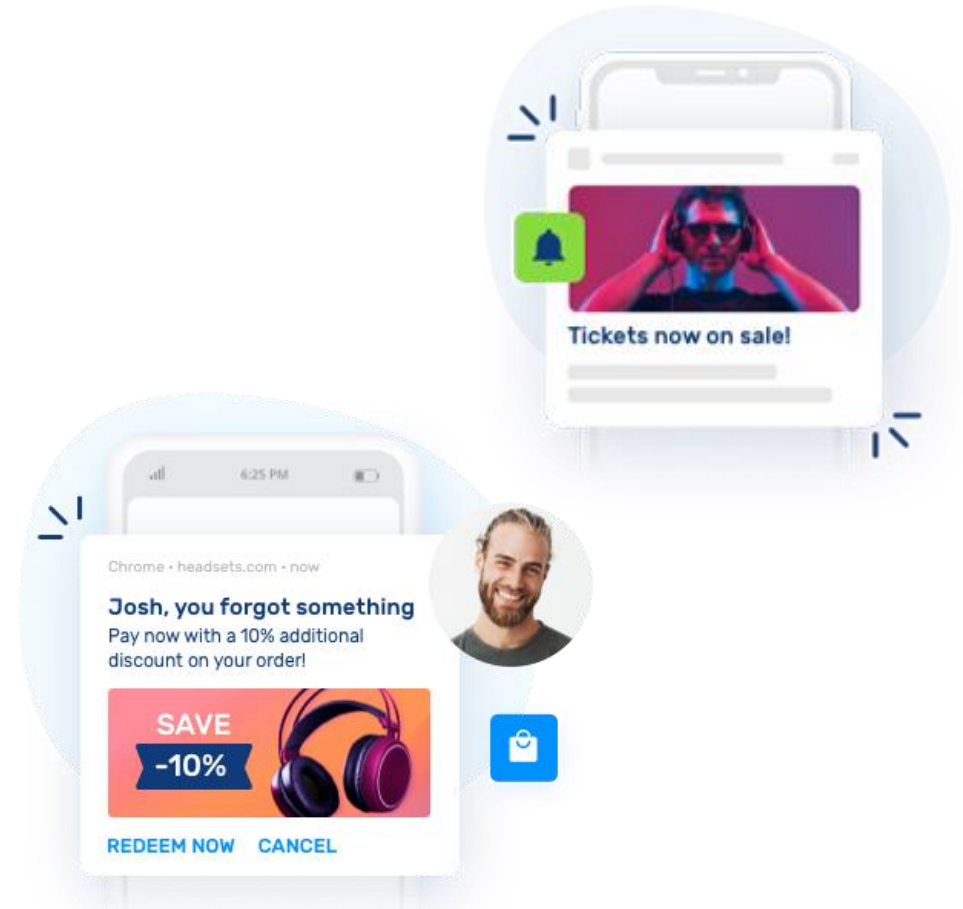 Tickets now on sale!
6:25 PM
Chrome • headsets.com • now
Josh, you forgot something
Pay now with a 10% additional
discount on your order!
SAVE
-10%
REDEEM NOW CANCEL